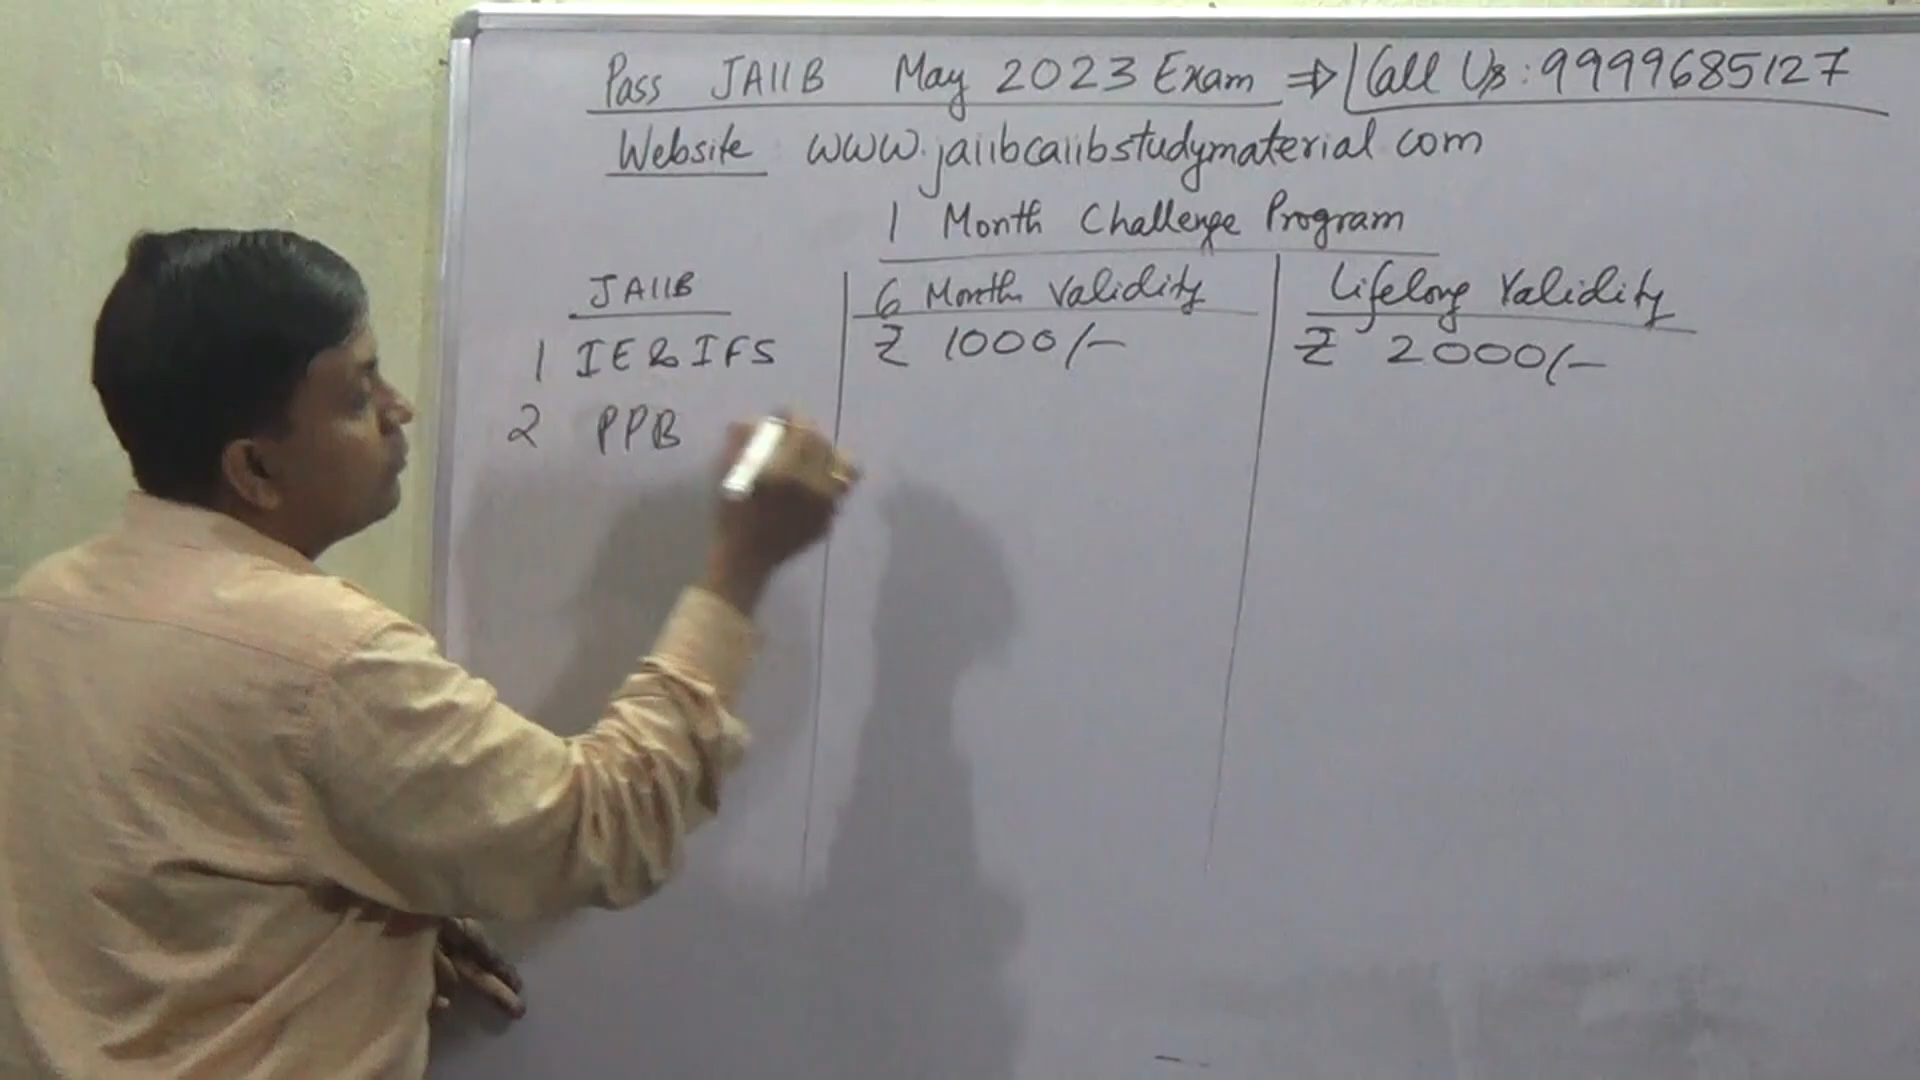 Pass JAIIB May 2023 Exam ⇒ Call Us : 9999685127
Website www.jaiibcaiibstudymaterial.com
1 Month Challenge Program
JAIIB 6 Month Validity Lifelong Validity
1 IE & IFS ₹ 1000/- ₹ 2000/-
2 PPB